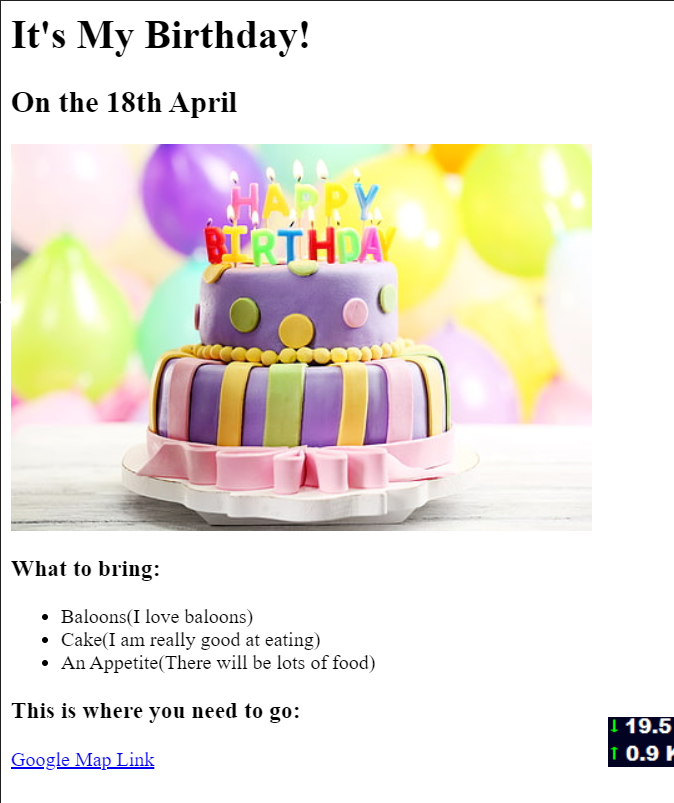 It's My Birthday!
On the 18th April
HAPPY
BIRTHDAY
What to bring:
Baloons(I love baloons)
Cake(I am really good at eating)
An Appetite(There will be lots of food)
This is where you need to go:
Google Map Link
↓ 19.5
↑ 0.9 K